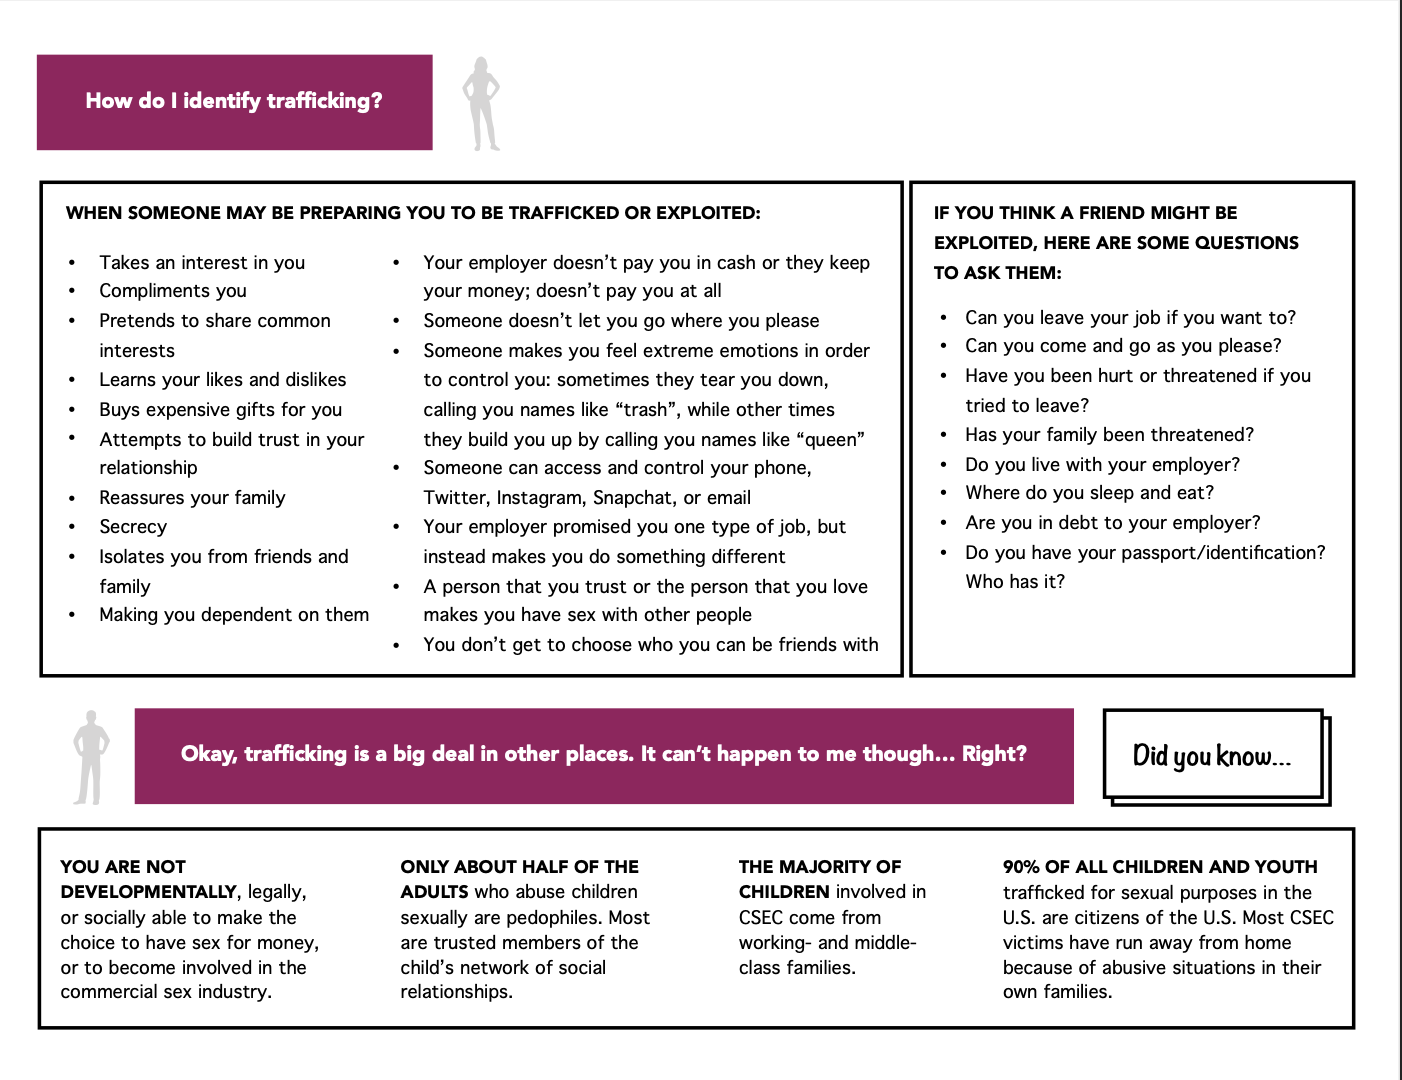 How do I identify trafficking?
WHEN SOMEONE MAY BE PREPARING YOU TO BE TRAFFICKED OR EXPLOITED:
• Takes an interest in you
• Compliments you
• Pretends to share common
interests
• Learns your likes and dislikes
• Buys expensive gifts for you
• Attempts to build trust in your
relationship
• Reassures your family
• Secrecy
• Isolates you from friends and
family
• Making you dependent on them
• Your employer doesn’t pay you in cash or they keep
your money; doesn’t pay you at all
• Someone doesn’t let you go where you please
• Someone makes you feel extreme emotions in order
to control you: sometimes they tear you down,
calling you names like “trash”, while other times
they build you up by calling you names like “queen”
• Someone can access and control your phone,
Twitter, Instagram, Snapchat, or email
• Your employer promised you one type of job, but
instead makes you do something different
• A person that you trust or the person that you love
makes you have sex with other people
• You don’t get to choose who you can be friends with
IF YOU THINK A FRIEND MIGHT BE
EXPLOITED, HERE ARE SOME QUESTIONS
TO ASK THEM:
• Can you leave your job if you want to?
• Can you come and go as you please?
• Have you been hurt or threatened if you
tried to leave?
• Has your family been threatened?
• Do you live with your employer?
• Where do you sleep and eat?
• Are you in debt to your employer?
• Do you have your passport/identification?
Who has it?
Okay, trafficking is a big deal in other places. It can’t happen to me though... Right?
Did you know...
YOU ARE NOT
DEVELOPMENTALLY, legally,
or socially able to make the
choice to have sex for money,
or to become involved in the
commercial sex industry.
ONLY ABOUT HALF OF THE
ADULTS who abuse children
sexually are pedophiles. Most
are trusted members of the
child’s network of social
relationships.
THE MAJORITY OF
CHILDREN involved in
CSEC come from
working- and middle-
class families.
90% OF ALL CHILDREN AND YOUTH
trafficked for sexual purposes in the
U.S. are citizens of the U.S. Most CSEC
victims have run away from home
because of abusive situations in their
own families.